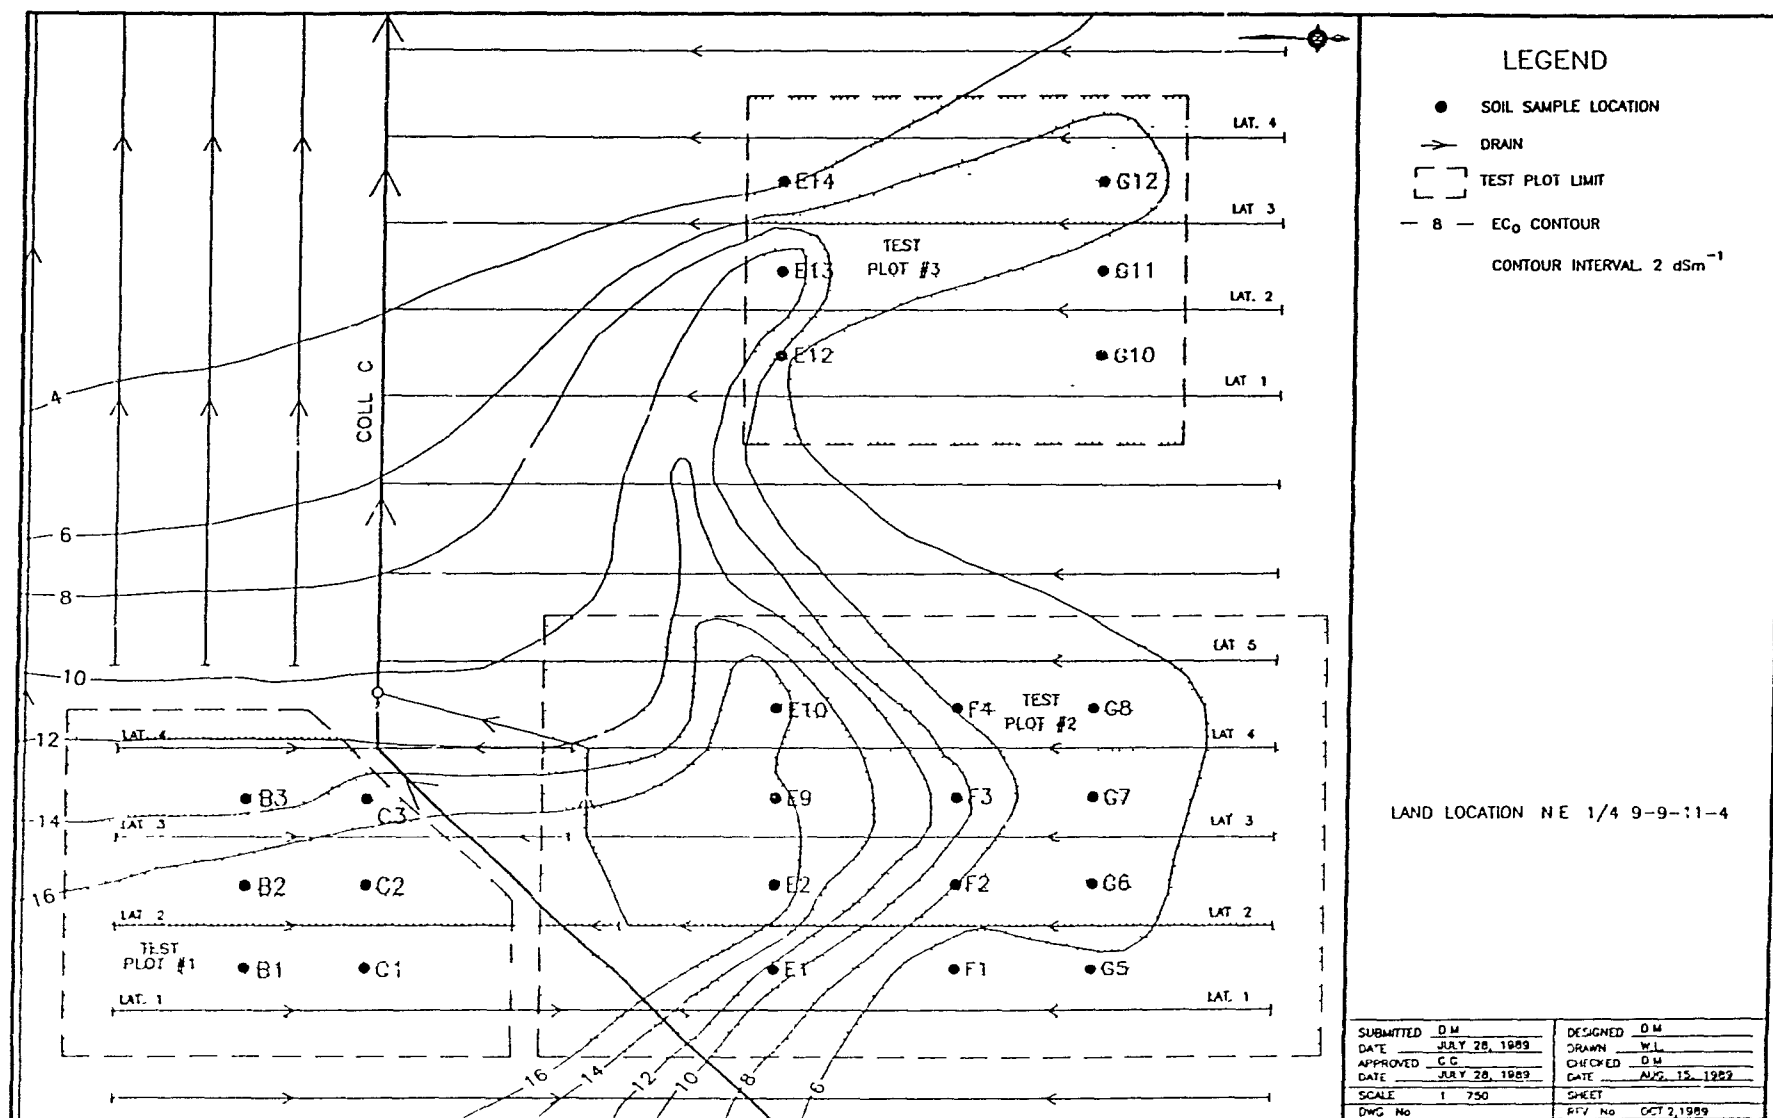 LEGEND
SOIL SAMPLE LOCATION
DRAIN
TEST PLOT LIMIT
— 8 — ECo CONTOUR
CONTOUR INTERVAL. 2 dSm⁻¹
LAT. 4
E14
G12
LAT 3
TEST
PLOT #3
E13
G11
LAT. 2
E12
G10
LAT 1
COLL C
4
6
8
10
12
14
16
LAT 5
E10
F4
TEST
PLOT #2
G8
LAT. 4
LAT 4
B3
C3
E9
F3
G7
LAT. 3
LAT 3
B2
C2
E2
F2
G6
LAT 2
LAT 2
TEST
PLOT #1
B1
C1
E1
F1
G5
LAT. 1
LAT. 1
16
14
12
10
8
6
LAND LOCATION N E 1/4 9-9-11-4
SUBMITTED D M
DATE JULY 28, 1989
APPROVED C C
DATE JULY 28, 1989
SCALE 1 750
DWG No
DESIGNED D M
DRAWN W.L.
CHECKED D M
DATE AUG. 15, 1989
SHEET
REV No OCT 2, 1989